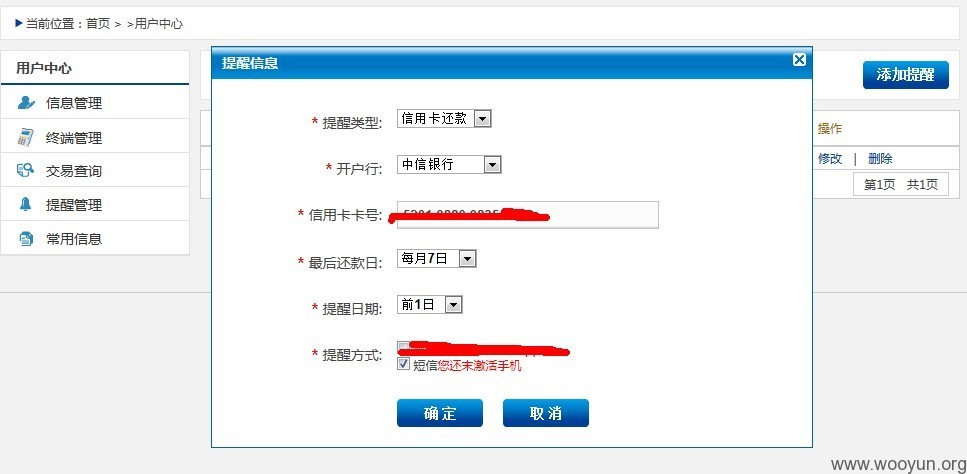 当前位置：首页 > >用户中心
用户中心
信息管理
终端管理
交易查询
提醒管理
常用信息
提醒信息
添加提醒
操作
修改 | 删除
第1页 共1页
* 提醒类型: 信用卡还款
* 开户行: 中信银行
* 信用卡卡号:
* 最后还款日: 每月7日
* 提醒日期: 前1日
* 提醒方式:
短信您还末激活手机
确定 取消
www.wooyun.org